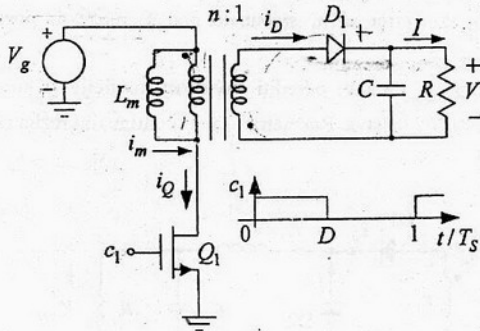 n : 1
i_D
D_1
I
+
V_g
+
L_m
C
R
+
V
–
i_m
i_Q
c_1
Q_1
c_1
0
D
1
t/T_S